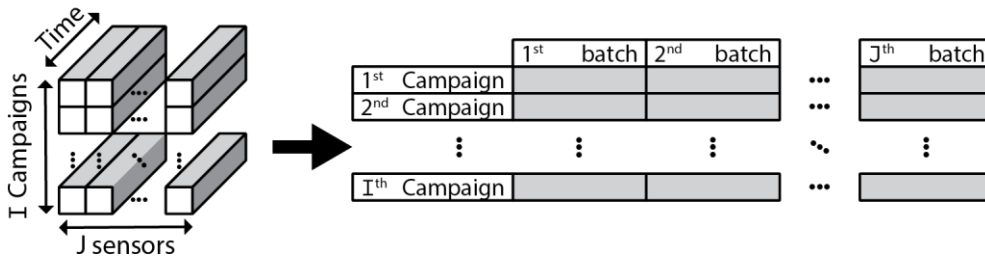 Time
I Campaigns
J sensors
1st batch 2nd batch ... Jth batch
1st Campaign ...
2nd Campaign ...
Ith Campaign ...